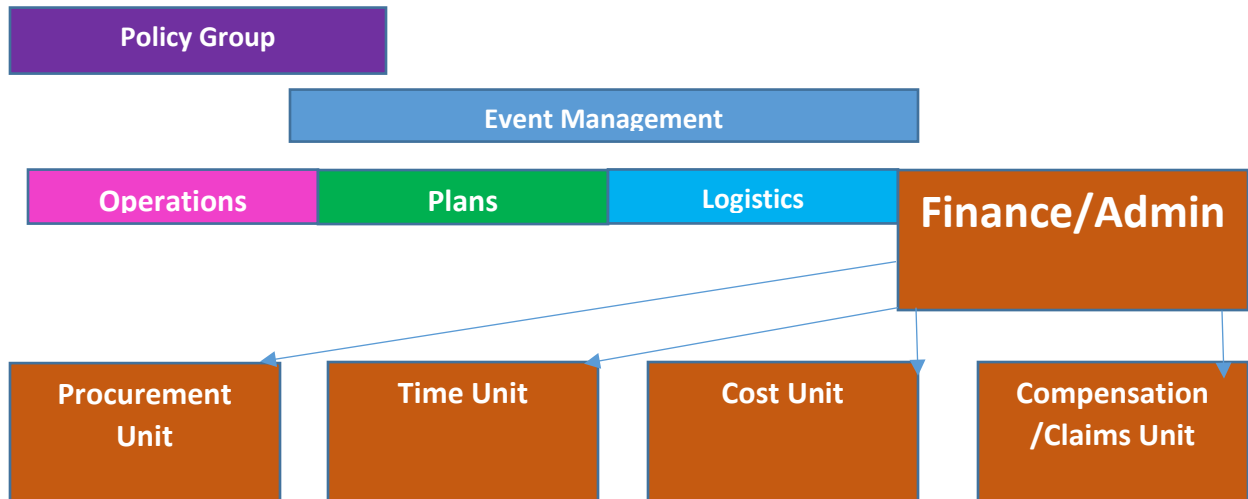 Policy Group
Event Management
Operations
Plans
Logistics
Finance/Admin
Procurement
Unit
Time Unit
Cost Unit
Compensation
/Claims Unit